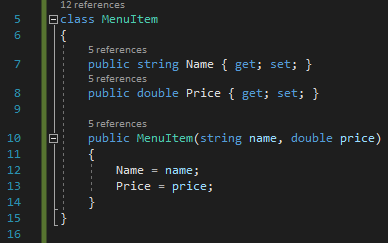 12 references
5 class MenuItem
6 {
5 references
7 public string Name { get; set; }
5 references
8 public double Price { get; set; }
9
5 references
10 public MenuItem(string name, double price)
11 {
12 Name = name;
13 Price = price;
14 }
15 }
16